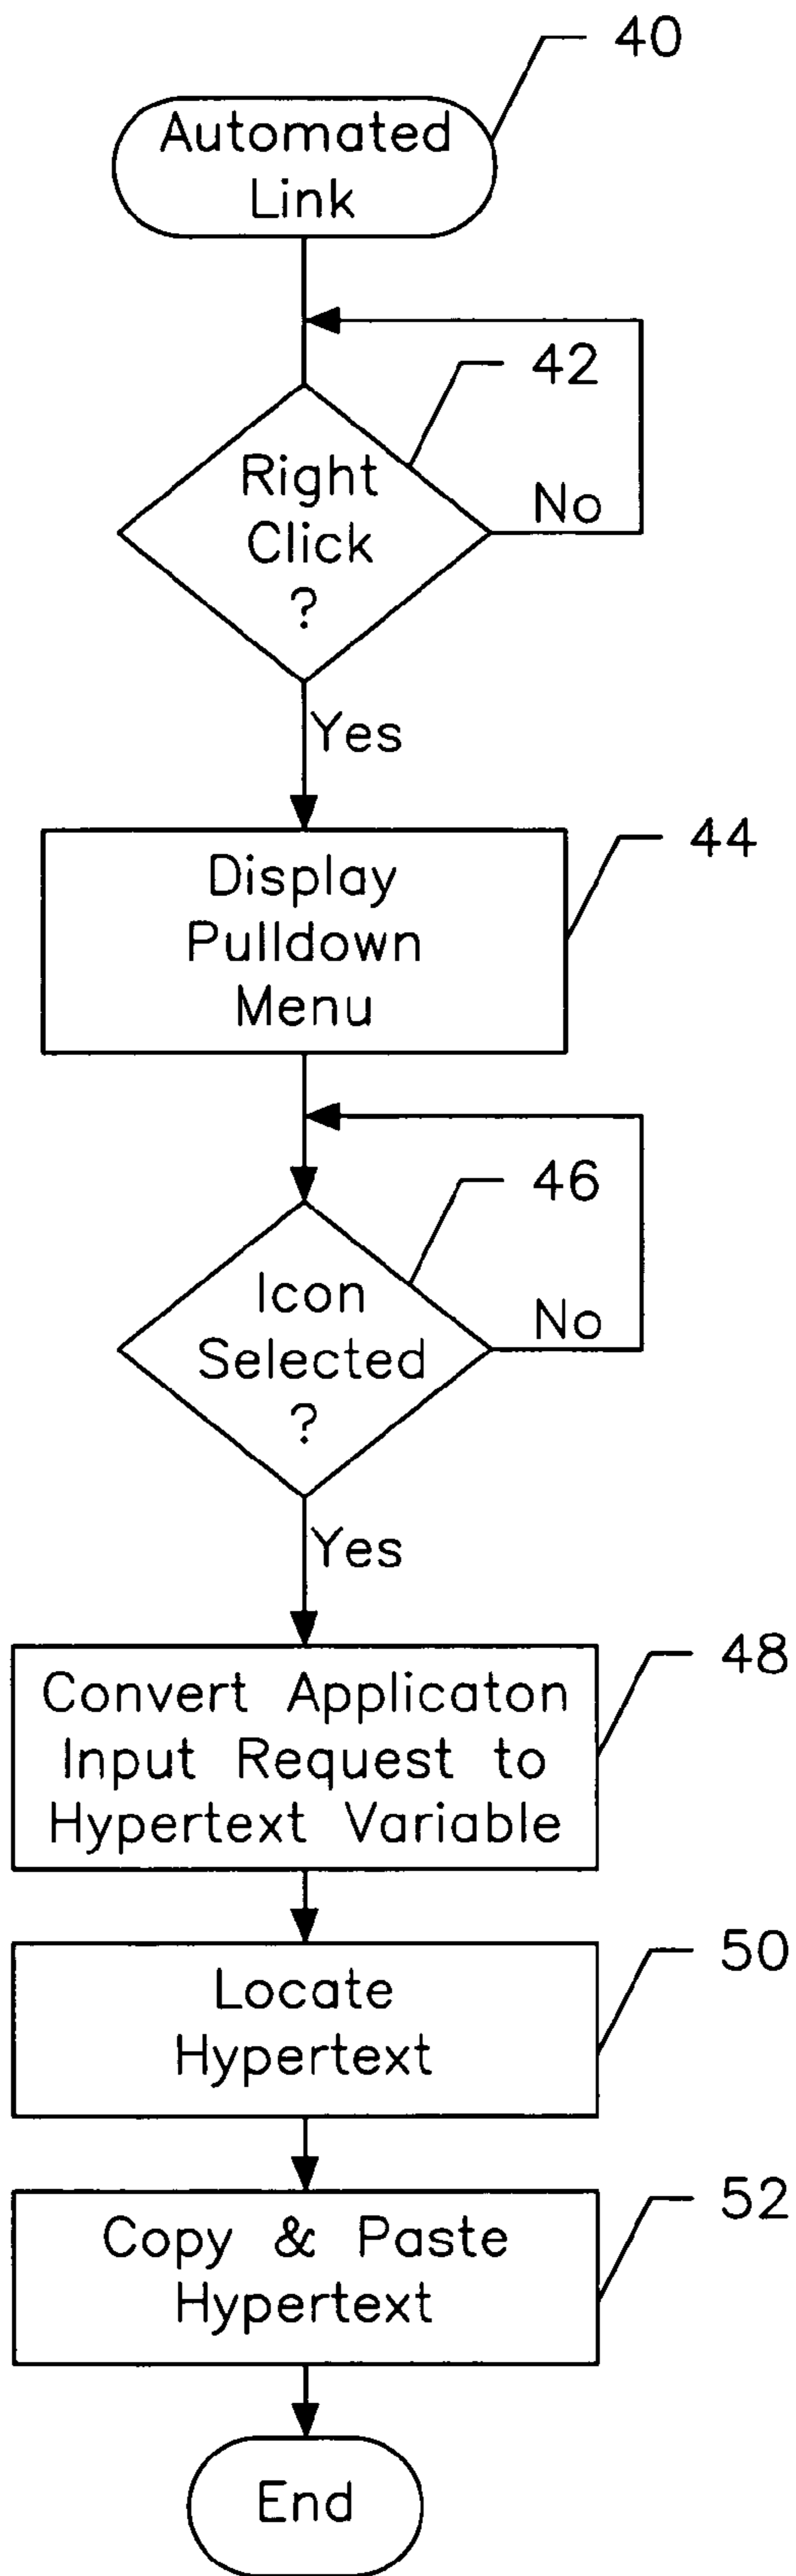 40
Automated
Link
42
Right
Click
?
No
Yes
44
Display
Pulldown
Menu
46
Icon
Selected
?
No
Yes
48
Convert Applicaton
Input Request to
Hypertext Variable
50
Locate
Hypertext
52
Copy & Paste
Hypertext
End